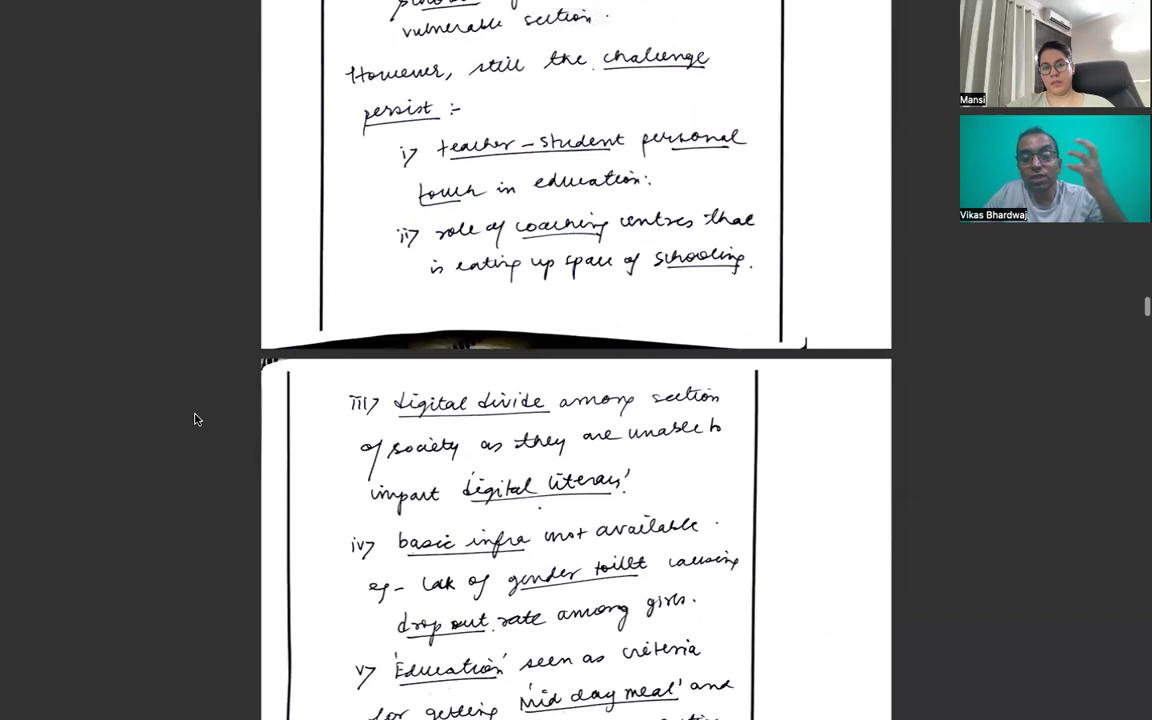 vulnerable section.
However, still the challenge
persist :-
i> teacher-student personal
touch in education.
ii> role of coaching centres that
is eating up space of schooling.
iii> digital divide among section
of society as they are unable to
impart 'digital literacy'.
iv> basic infra not available.
eg- lack of gender toilet causing
drop out rate among girls.
v> 'Education' seen as criteria
for getting 'mid day meal' and
Mansi
Vikas Bhardwaj